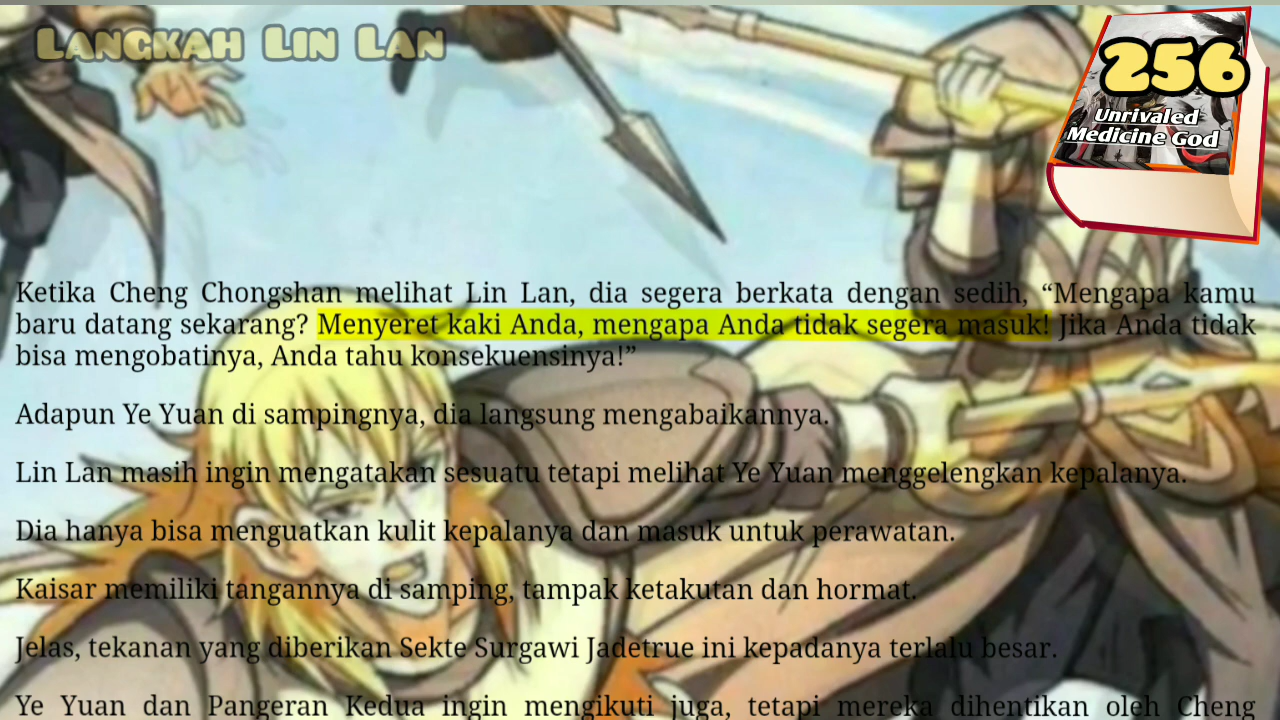 Langkah Lin Lan
256
Unrivaled
Medicine God
Ketika Cheng Chongshan melihat Lin Lan, dia segera berkata dengan sedih, “Mengapa kamu
baru datang sekarang? Menyeret kaki Anda, mengapa Anda tidak segera masuk! Jika Anda tidak
bisa mengobatinya, Anda tahu konsekuensinya!”
Adapun Ye Yuan di sampingnya, dia langsung mengabaikannya.
Lin Lan masih ingin mengatakan sesuatu tetapi melihat Ye Yuan menggelengkan kepalanya.
Dia hanya bisa menguatkan kulit kepalanya dan masuk untuk perawatan.
Kaisar memiliki tangannya di samping, tampak ketakutan dan hormat.
Jelas, tekanan yang diberikan Sekte Surgawi Jadetrue ini kepadanya terlalu besar.
Ye Yuan dan Pangeran Kedua ingin mengikuti juga, tetapi mereka dihentikan oleh Cheng